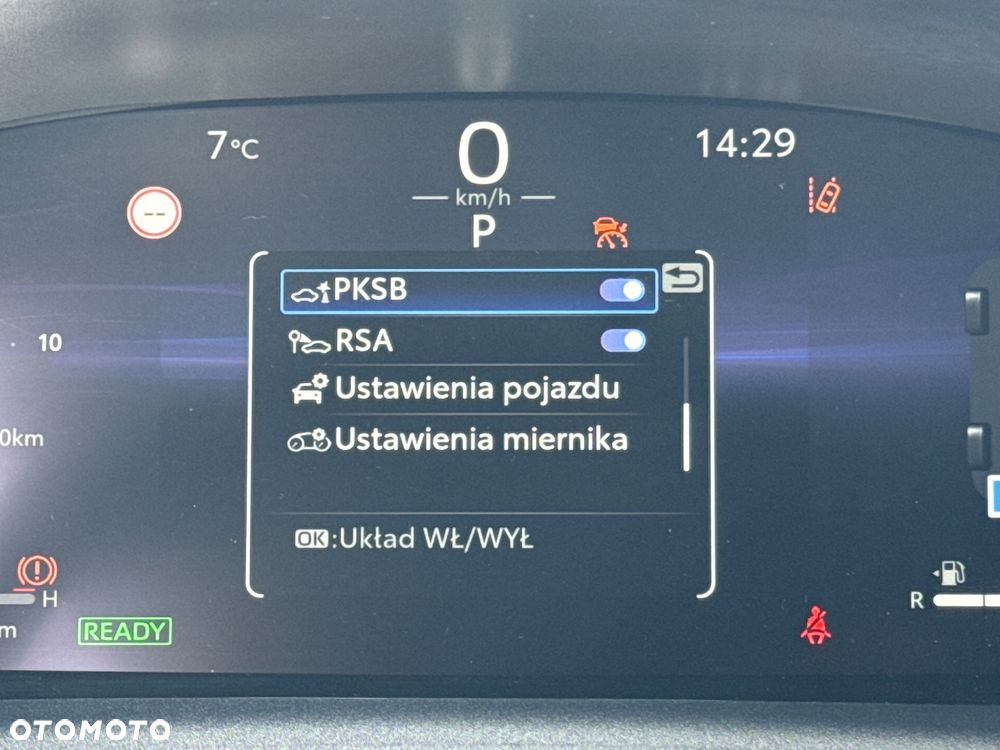 7°C
0
14:29
km/h
--
P
PKSB
10
RSA
Ustawienia pojazdu
0km
Ustawienia miernika
OK:Układ WŁ/WYŁ
H
R
m
READY
OTOMOTO